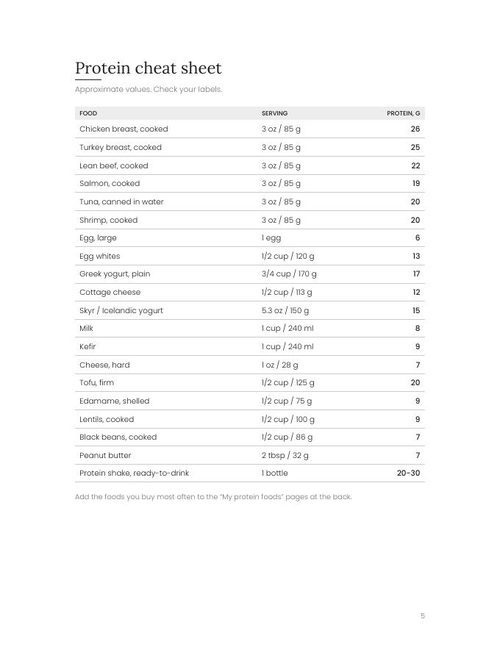 Protein cheat sheet
Approximate values. Check your labels.
FOOD SERVING PROTEIN, G
Chicken breast, cooked 3 oz / 85 g 26
Turkey breast, cooked 3 oz / 85 g 25
Lean beef, cooked 3 oz / 85 g 22
Salmon, cooked 3 oz / 85 g 19
Tuna, canned in water 3 oz / 85 g 20
Shrimp, cooked 3 oz / 85 g 20
Egg, large 1 egg 6
Egg whites 1/2 cup / 120 g 13
Greek yogurt, plain 3/4 cup / 170 g 17
Cottage cheese 1/2 cup / 113 g 12
Skyr / Icelandic yogurt 5.3 oz / 150 g 15
Milk 1 cup / 240 ml 8
Kefir 1 cup / 240 ml 9
Cheese, hard 1 oz / 28 g 7
Tofu, firm 1/2 cup / 125 g 20
Edamame, shelled 1/2 cup / 75 g 9
Lentils, cooked 1/2 cup / 100 g 9
Black beans, cooked 1/2 cup / 86 g 7
Peanut butter 2 tbsp / 32 g 7
Protein shake, ready-to-drink 1 bottle 20–30
Add the foods you buy most often to the “My protein foods” pages at the back.
5